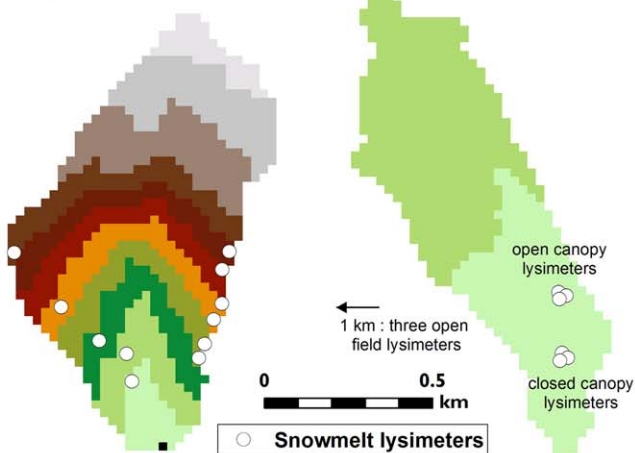 open canopy
lysimeters
1 km : three open
field lysimeters
closed canopy
lysimeters
0 0.5
km
Snowmelt lysimeters